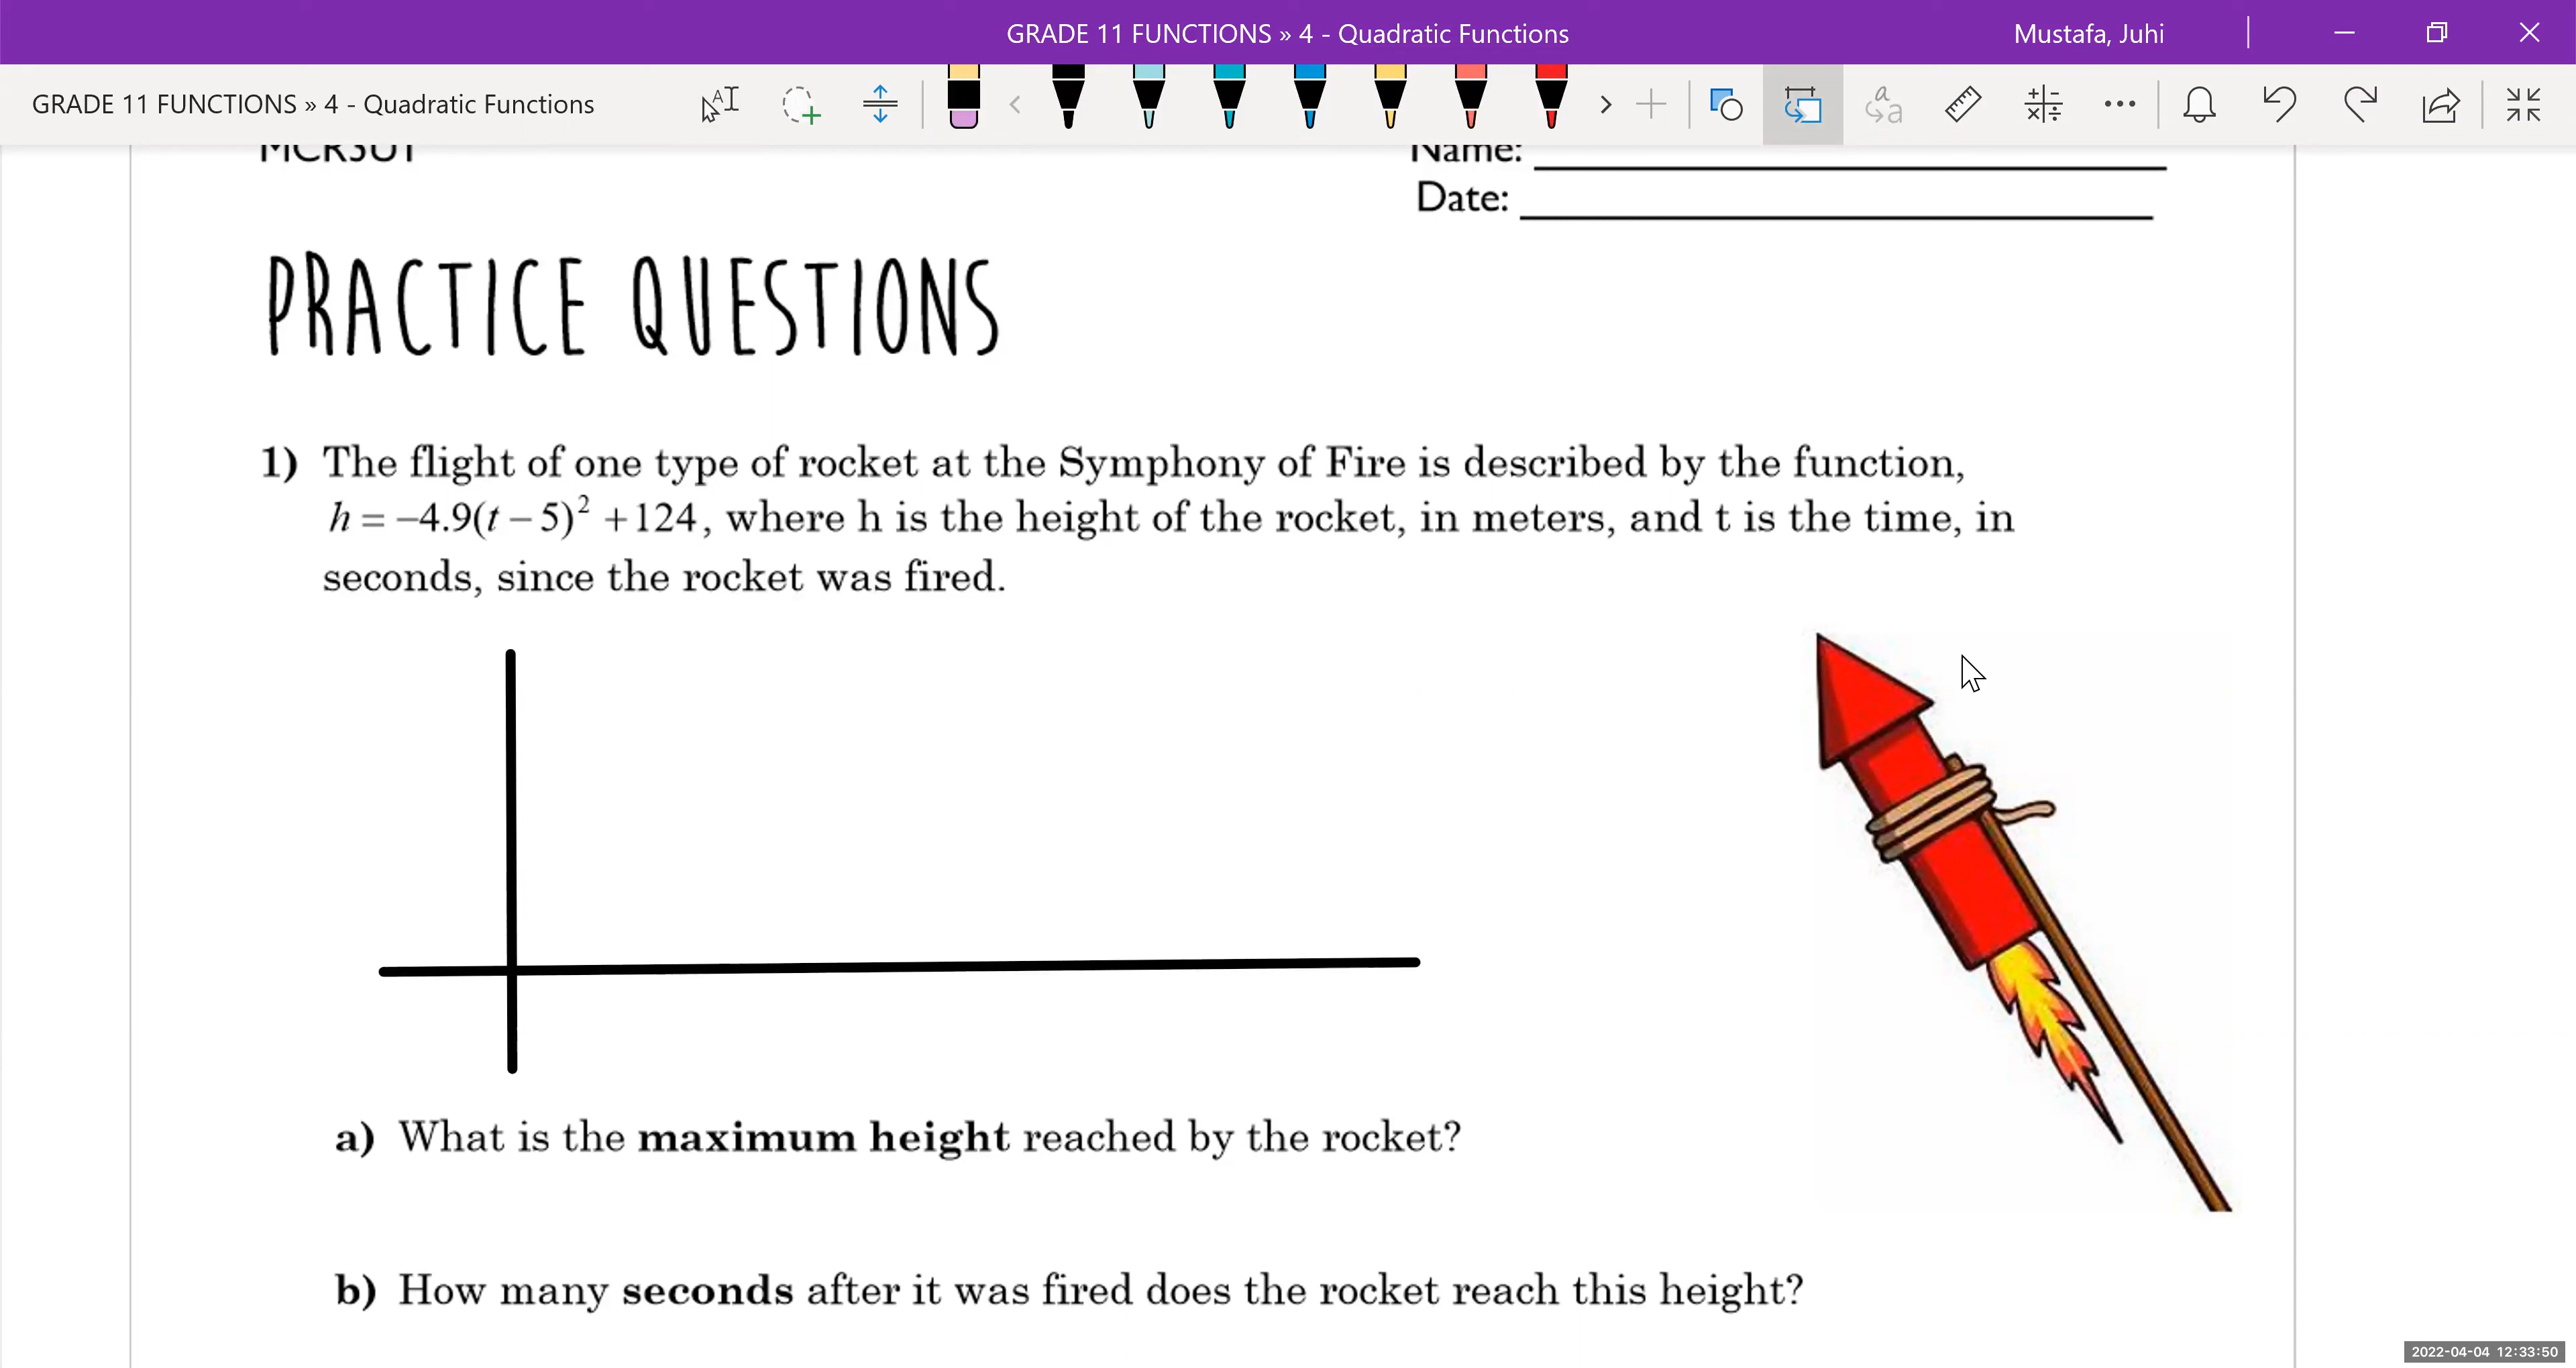 GRADE 11 FUNCTIONS » 4 - Quadratic Functions
Mustafa, Juhi
GRADE 11 FUNCTIONS » 4 - Quadratic Functions
MCR3U1
Name:
Date:
PRACTICE QUESTIONS
1) The flight of one type of rocket at the Symphony of Fire is described by the function,
h = –4.9(t – 5)² + 124, where h is the height of the rocket, in meters, and t is the time, in
seconds, since the rocket was fired.
a) What is the maximum height reached by the rocket?
b) How many seconds after it was fired does the rocket reach this height?
2022-04-04 12:33:50